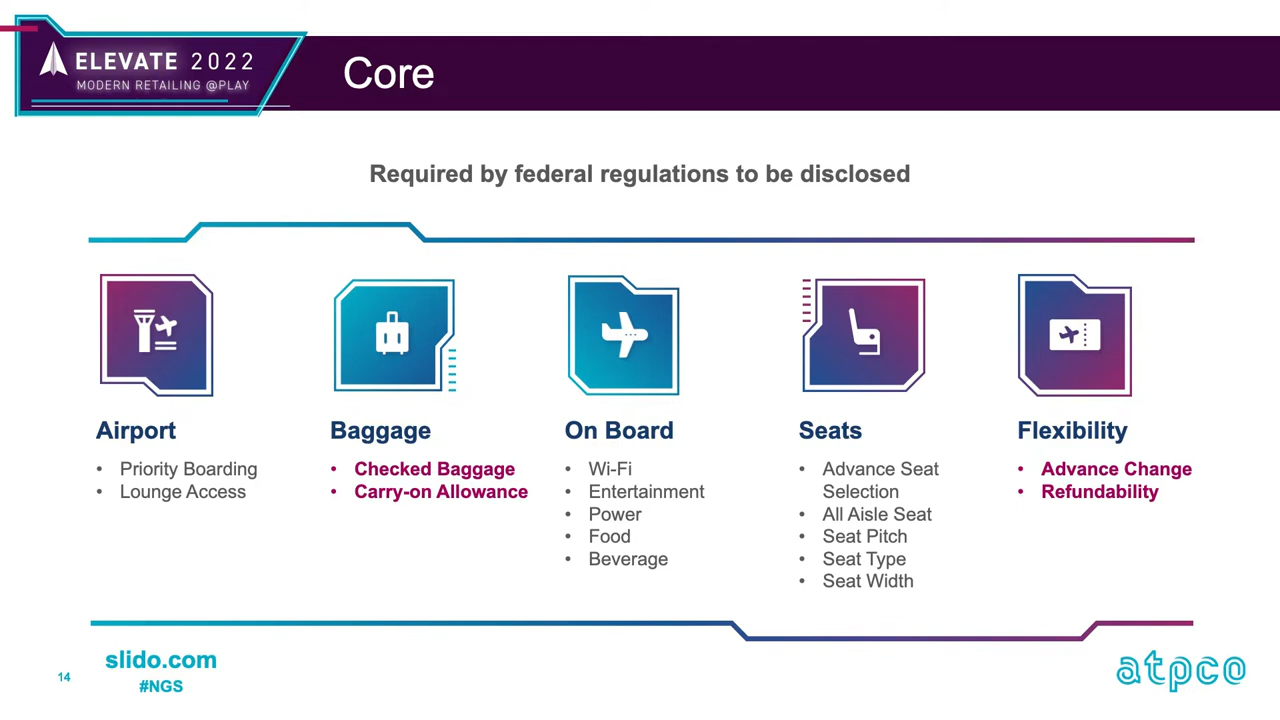 ELEVATE 2022
MODERN RETAILING @PLAY
Core
Required by federal regulations to be disclosed
Airport
• Priority Boarding
• Lounge Access
Baggage
• Checked Baggage
• Carry-on Allowance
On Board
• Wi-Fi
• Entertainment
• Power
• Food
• Beverage
Seats
• Advance Seat
Selection
• All Aisle Seat
• Seat Pitch
• Seat Type
• Seat Width
Flexibility
• Advance Change
• Refundability
14
slido.com
#NGS
atpco